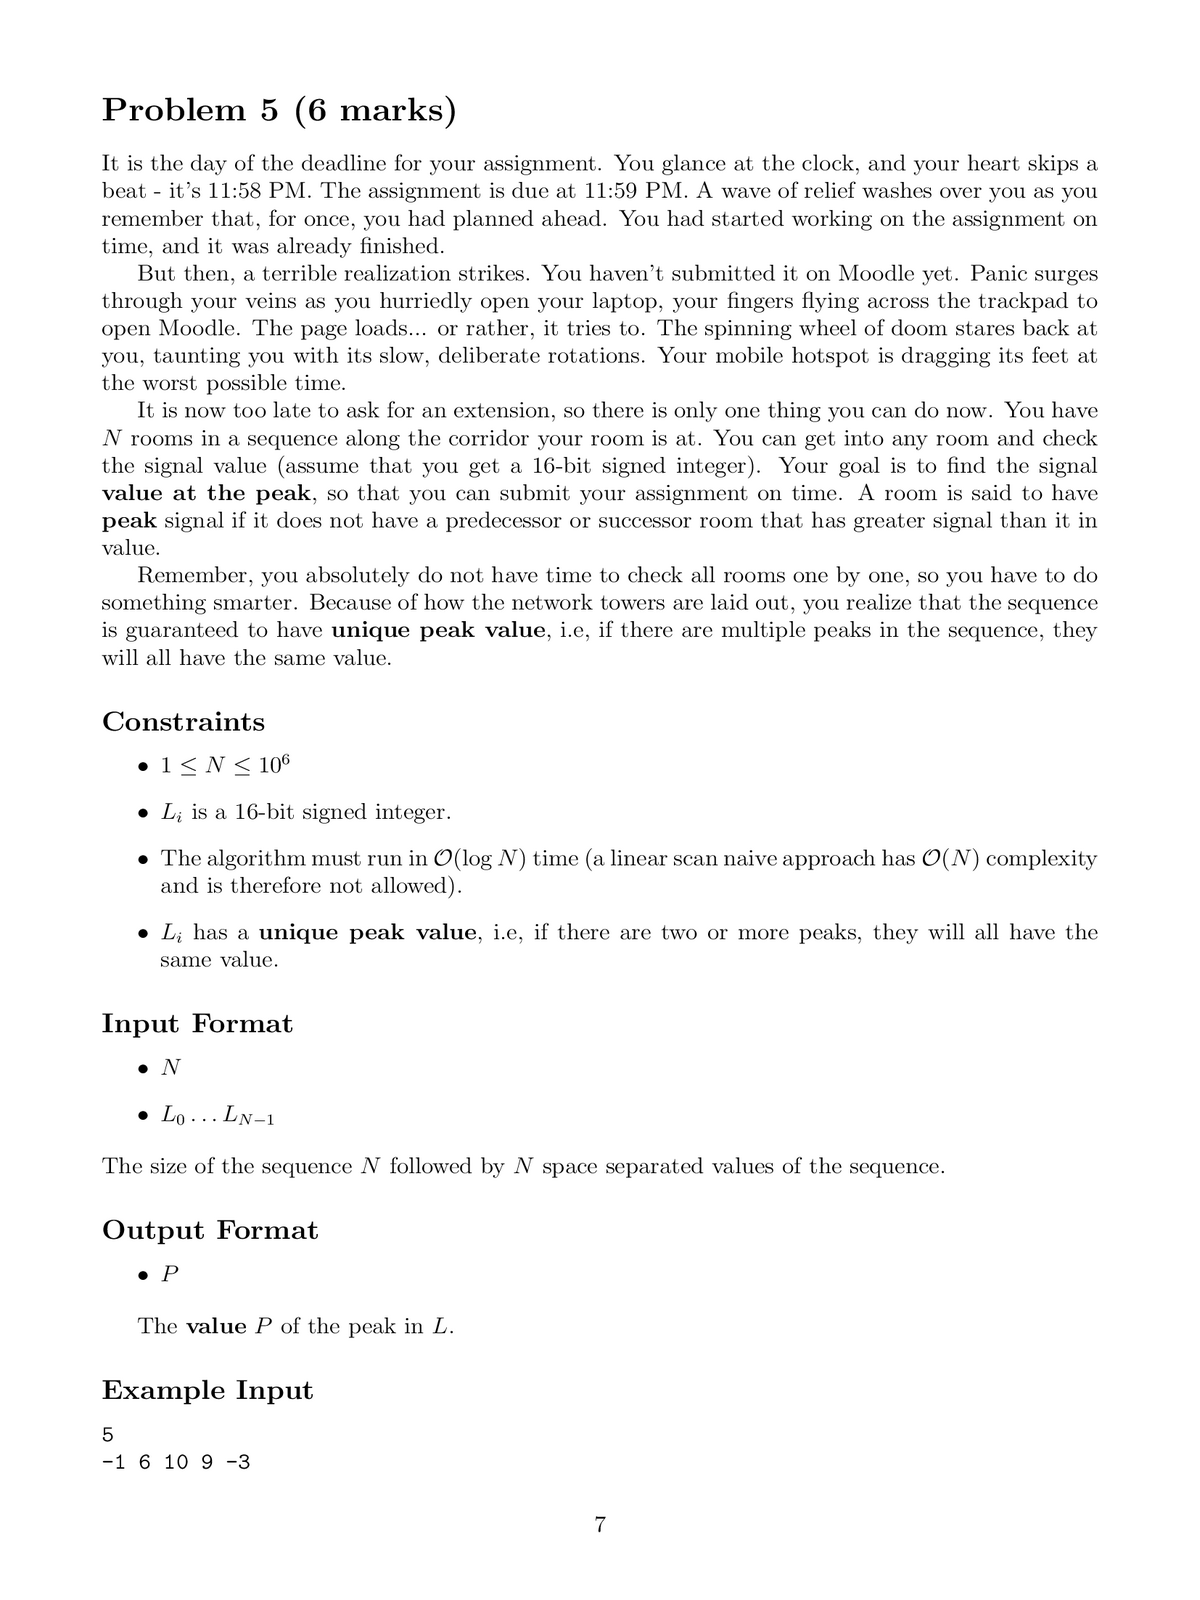 Problem 5 (6 marks)
It is the day of the deadline for your assignment. You glance at the clock, and your heart skips a
beat - it's 11:58 PM. The assignment is due at 11:59 PM. A wave of relief washes over you as you
remember that, for once, you had planned ahead. You had started working on the assignment on
time, and it was already finished.
But then, a terrible realization strikes. You haven't submitted it on Moodle yet. Panic surges
through your veins as you hurriedly open your laptop, your fingers flying across the trackpad to
open Moodle. The page loads... or rather, it tries to. The spinning wheel of doom stares back at
you, taunting you with its slow, deliberate rotations. Your mobile hotspot is dragging its feet at
the worst possible time.
It is now too late to ask for an extension, so there is only one thing you can do now. You have
N rooms in a sequence along the corridor your room is at. You can get into any room and check
the signal value (assume that you get a 16-bit signed integer). Your goal is to find the signal
value at the peak, so that you can submit your assignment on time. A room is said to have
peak signal if it does not have a predecessor or successor room that has greater signal than it in
value.
Remember, you absolutely do not have time to check all rooms one by one, so you have to do
something smarter. Because of how the network towers are laid out, you realize that the sequence
is guaranteed to have unique peak value, i.e, if there are multiple peaks in the sequence, they
will all have the same value.
Constraints
• 1 ≤ N ≤ 10⁶
• Lᵢ is a 16-bit signed integer.
• The algorithm must run in O(log N) time (a linear scan naive approach has O(N) complexity
and is therefore not allowed).
• Lᵢ has a unique peak value, i.e, if there are two or more peaks, they will all have the
same value.
Input Format
• N
• L₀ ... L_{N−1}
The size of the sequence N followed by N space separated values of the sequence.
Output Format
• P
The value P of the peak in L.
Example Input
5
-1 6 10 9 -3
7